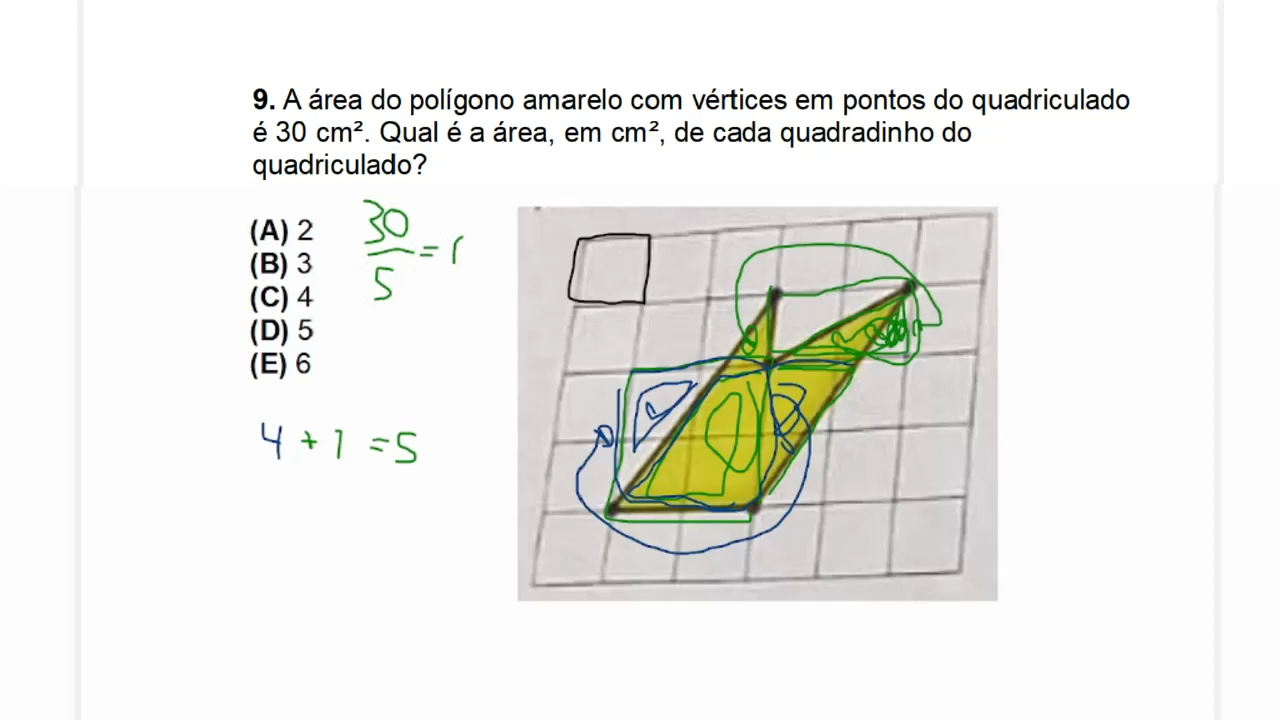 9. A área do polígono amarelo com vértices em pontos do quadriculado
é 30 cm². Qual é a área, em cm², de cada quadradinho do
quadriculado?
(A) 2
(B) 3
(C) 4
(D) 5
(E) 6
30
5
=
4 + 1 = 5